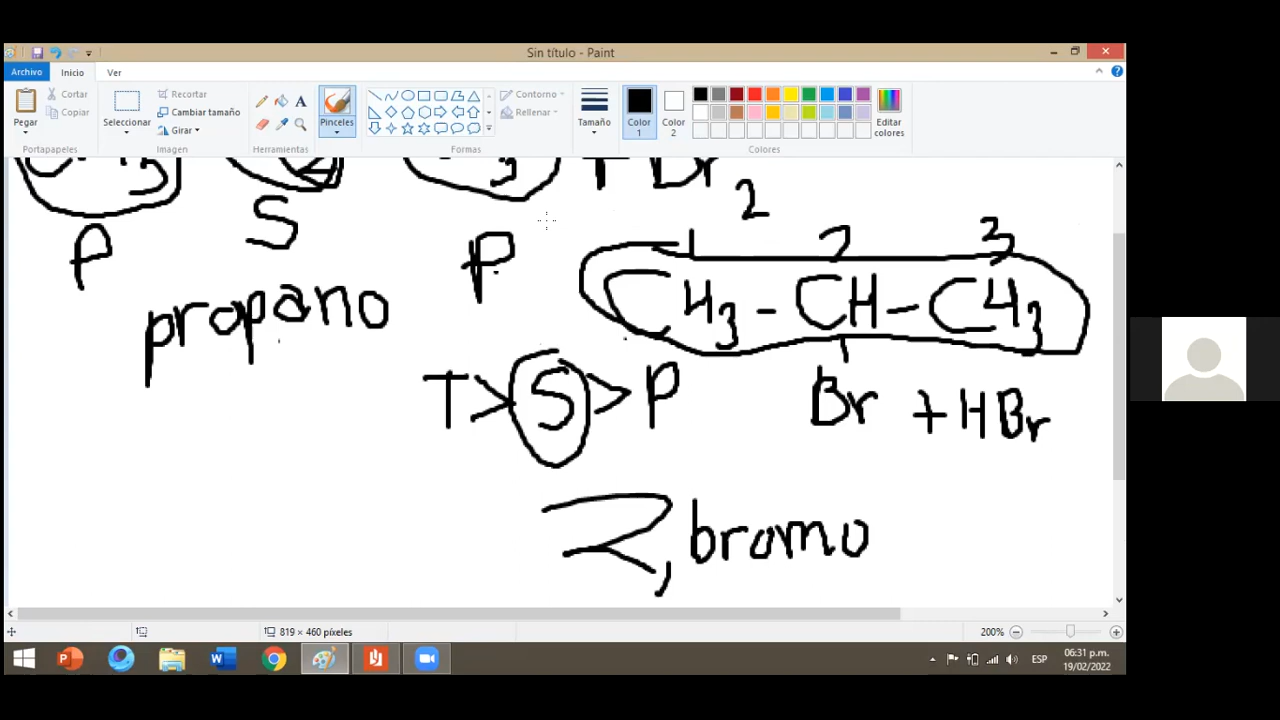 Sin título - Paint
Archivo Inicio Ver
Pegar
Cortar
Copiar
Portapapeles
Seleccionar
Recortar
Cambiar tamaño
Girar
Imagen
A
Herramientas
Pinceles
Contorno
Rellenar
Formas
Tamaño
Color 1
Color 2
Editar colores
Colores
+ Br2
P S P
1 2 3
CH3 - CH - CH3
propano
T > S > P
Br + HBr
2, bromo
819 × 460 píxeles
200%
ESP
06:31 p.m.
19/02/2022